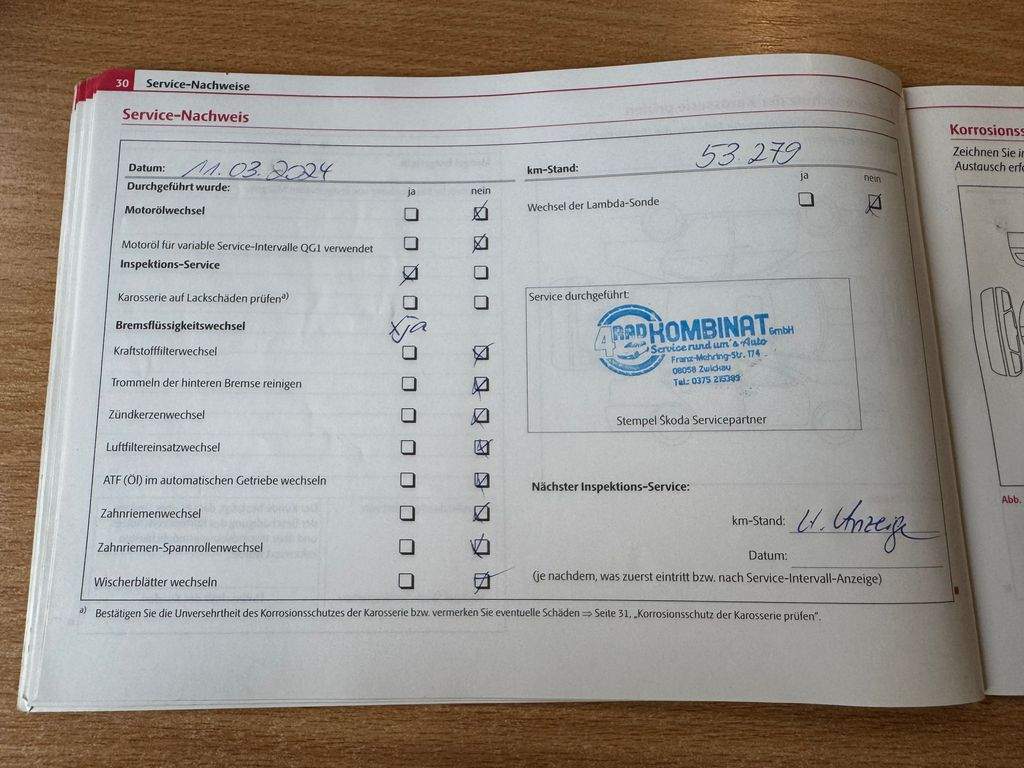 30 Service-Nachweise
Service-Nachweis
Datum: 11.03.2024
Durchgeführt wurde: ja nein
Motorölwechsel
Motoröl für variable Service-Intervalle QG1 verwendet
Inspektions-Service
Karosserie auf Lackschäden prüfen a)
Bremsflüssigkeitswechsel x ja
Kraftstofffilterwechsel
Trommeln der hinteren Bremse reinigen
Zündkerzenwechsel
Luftfiltereinsatzwechsel
ATF (Öl) im automatischen Getriebe wechseln
Zahnriemenwechsel
Zahnriemen-Spannrollenwechsel
Wischerblätter wechseln
km-Stand: 53.279
ja nein
Wechsel der Lambda-Sonde
Service durchgeführt:
4RAD KOMBINAT GmbH
Service rund um's Auto
Franz-Mehring-Str. 174
08058 Zwickau
Tel.: 0375 215389
Stempel Škoda Servicepartner
Nächster Inspektions-Service:
km-Stand: lt. Anzeige
Datum:
(je nachdem, was zuerst eintritt bzw. nach Service-Intervall-Anzeige)
a) Bestätigen Sie die Unversehrtheit des Korrosionsschutzes der Karosserie bzw. vermerken Sie eventuelle Schäden ⇒ Seite 31, „Korrosionsschutz der Karosserie prüfen“.
Korrosionss
Zeichnen Sie in
Austausch erfo
Abb.